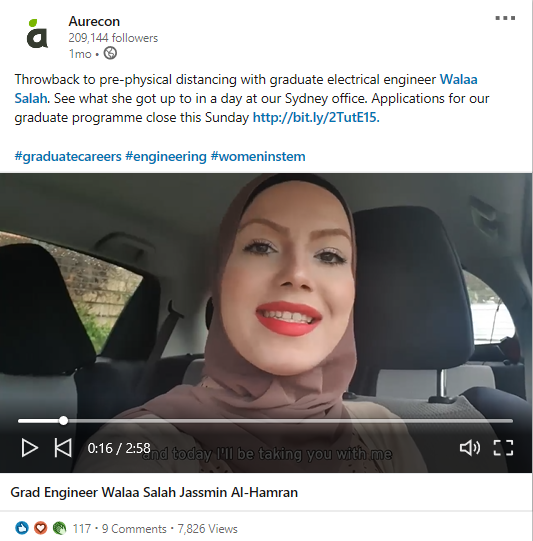 Aurecon
209,144 followers
1mo •
Throwback to pre-physical distancing with graduate electrical engineer Walaa
Salah. See what she got up to in a day at our Sydney office. Applications for our
graduate programme close this Sunday http://bit.ly/2TutE15.
#graduatecareers #engineering #womeninstem
0:16 / 2:58
and today I'll be taking you with me
Grad Engineer Walaa Salah Jassmin Al-Hamran
117 • 9 Comments • 7,826 Views